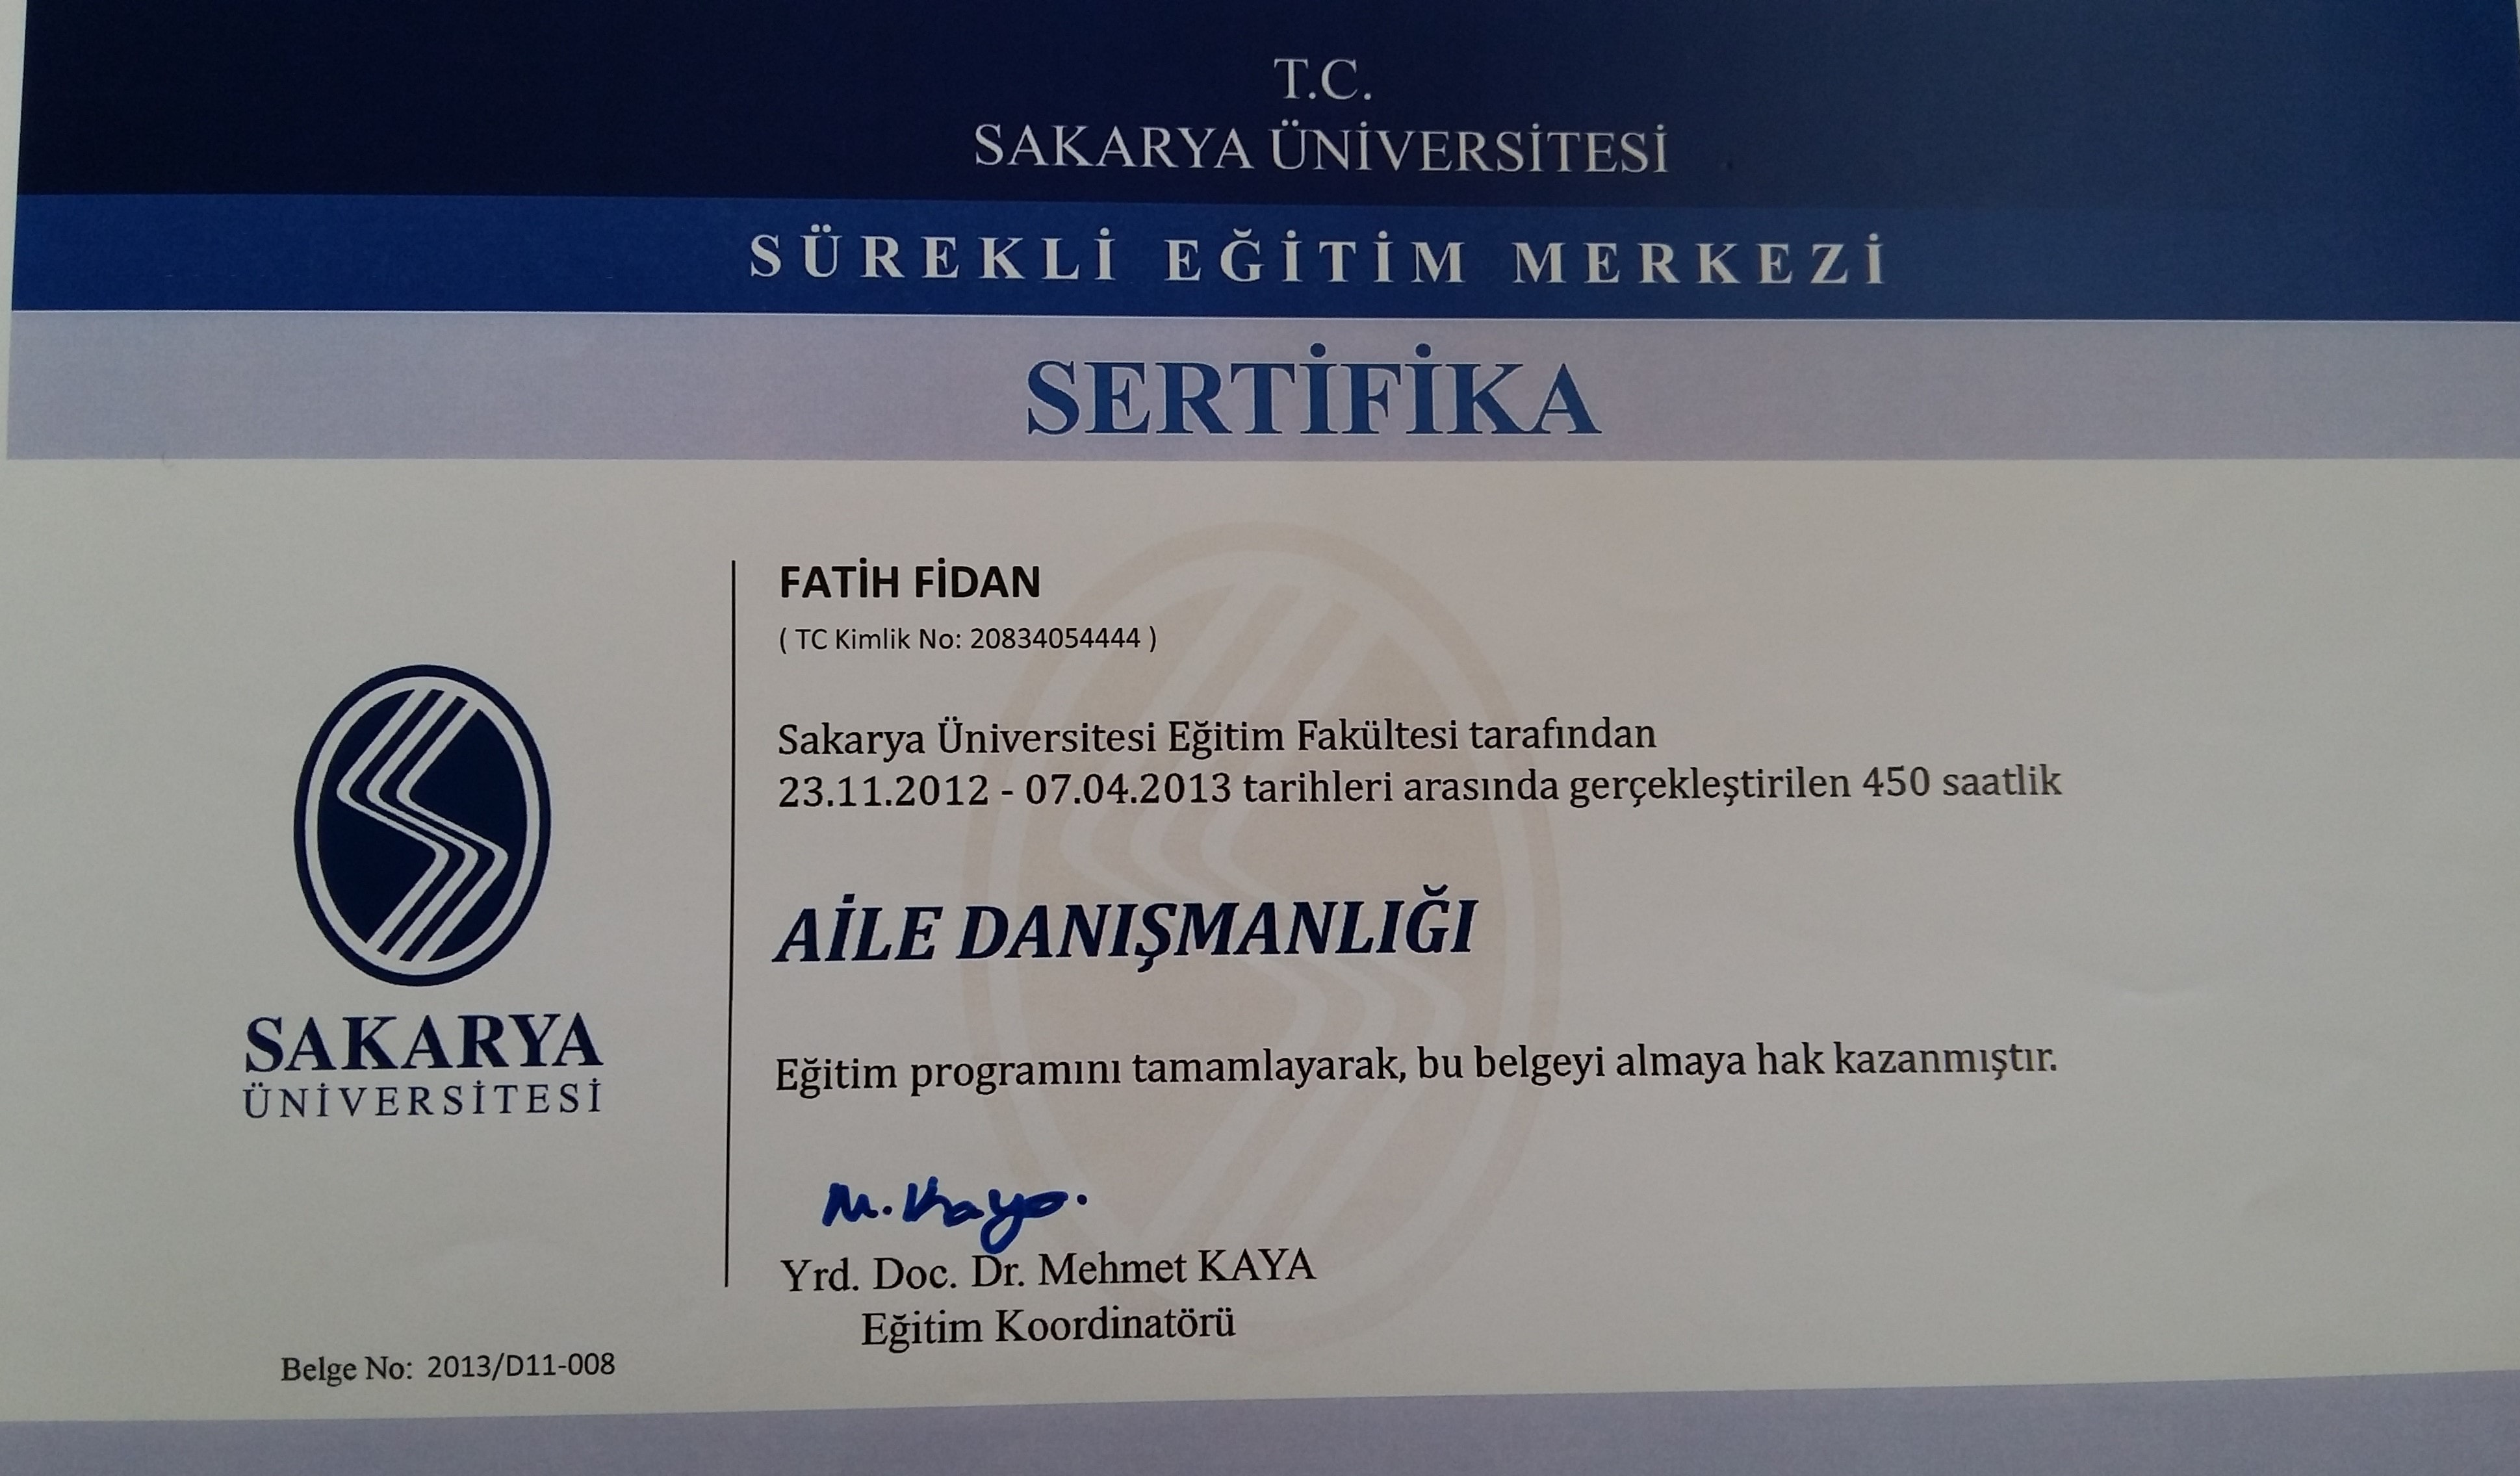 T.C.
SAKARYA ÜNİVERSİTESİ
SÜREKLİ EĞİTİM MERKEZİ
SERTİFİKA
FATİH FİDAN
( TC Kimlik No: 20834054444 )
Sakarya Üniversitesi Eğitim Fakültesi tarafından
23.11.2012 - 07.04.2013 tarihleri arasında gerçekleştirilen 450 saatlik
AİLE DANIŞMANLIĞI
Eğitim programını tamamlayarak, bu belgeyi almaya hak kazanmıştır.
SAKARYA
ÜNİVERSİTESİ
M. Kaya.
Yrd. Doc. Dr. Mehmet KAYA
Eğitim Koordinatörü
Belge No: 2013/D11-008